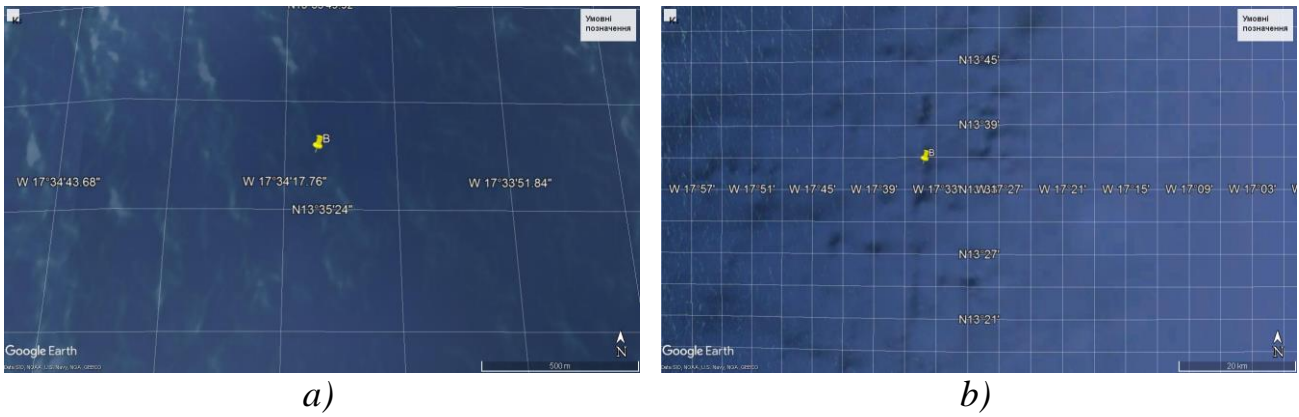 Умовні
позначення
B
W 17°34'43.68" W 17°34'17.76" W 17°33'51.84"
N13°35'24"
Google Earth
500 m
N
a)
Умовні
позначення
N13°45'
N13°39'
B
W 17°57' W 17°51' W 17°45' W 17°39' W 17°33' W 17°27' W 17°21' W 17°15' W 17°09' W 17°03'
N13°27'
N13°21'
Google Earth
20 km
N
b)